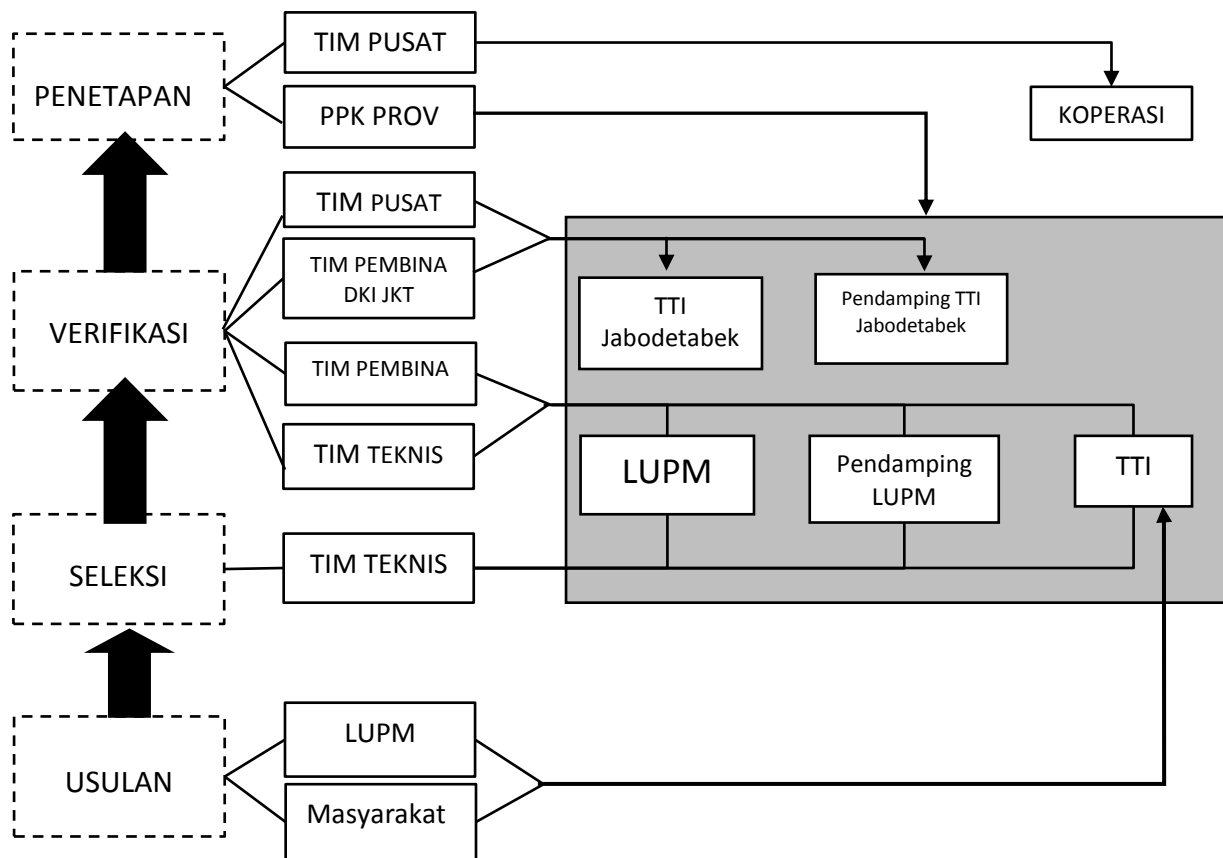 TIM PUSAT
PENETAPAN
PPK PROV
KOPERASI
TIM PUSAT
TIM PEMBINA
DKI JKT
VERIFIKASI
TIM PEMBINA
TIM TEKNIS
TTI
Jabodetabek
Pendamping TTI
Jabodetabek
LUPM
Pendamping
LUPM
TTI
SELEKSI
TIM TEKNIS
USULAN
LUPM
Masyarakat